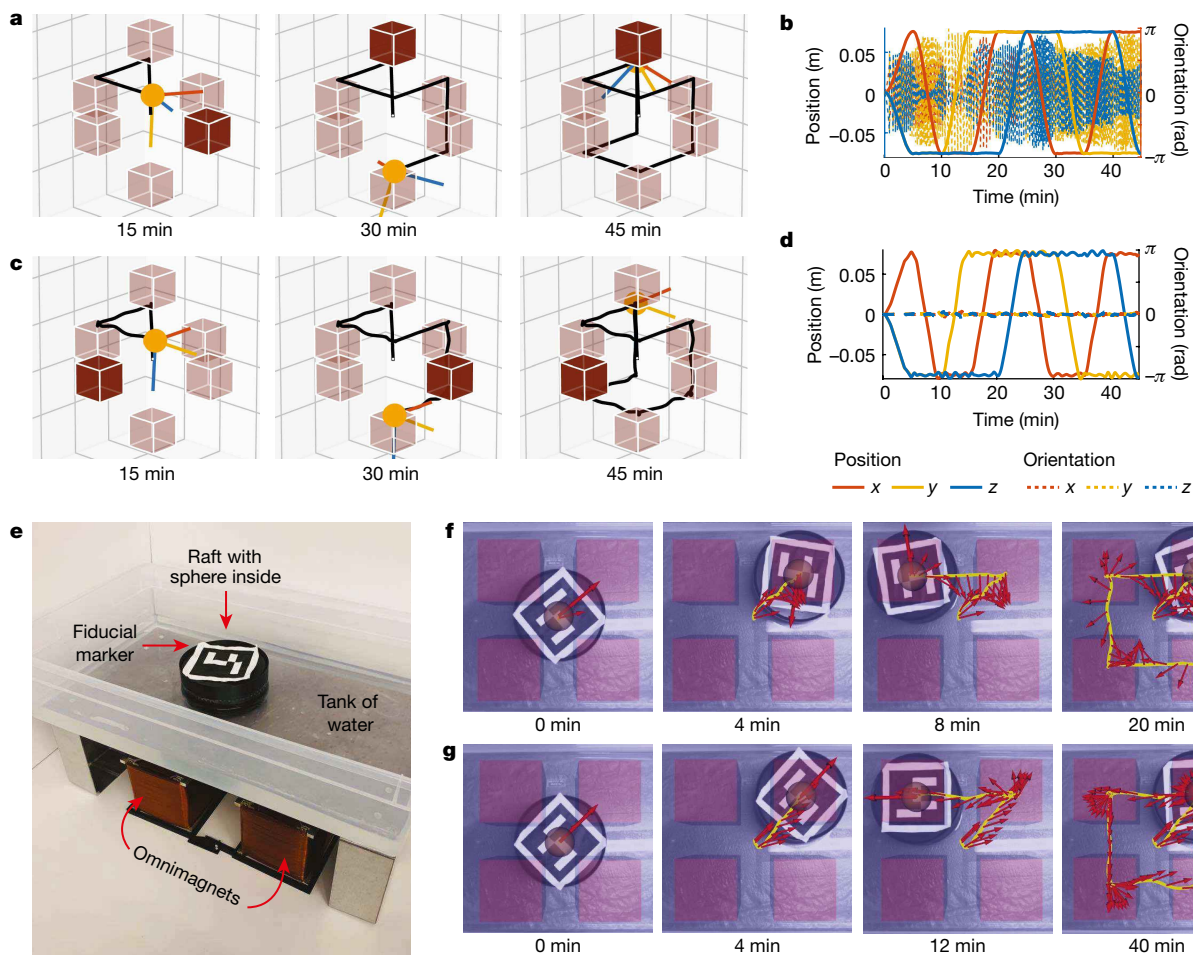 a
15 min
30 min
45 min
b
Position (m)
0.05
0
−0.05
π
0
−π
Orientation (rad)
0
10
20
30
40
Time (min)
c
15 min
30 min
45 min
d
Position (m)
0.05
0
−0.05
π
0
−π
Orientation (rad)
0
10
20
30
40
Time (min)
Position
x
y
z
Orientation
x
y
z
e
Raft with
sphere inside
Fiducial
marker
Tank of
water
Omnimagnets
f
0 min
4 min
8 min
20 min
g
0 min
4 min
12 min
40 min